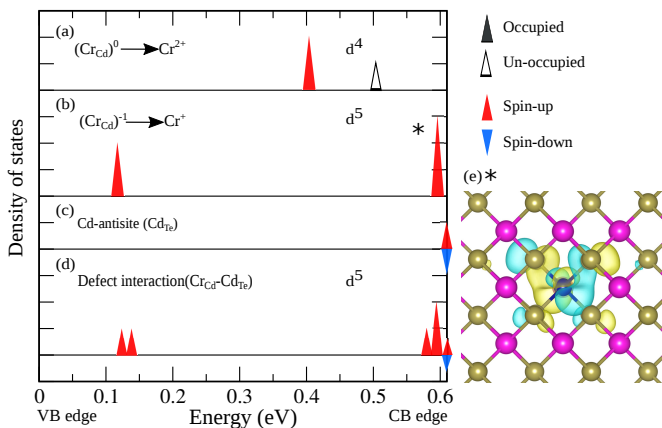 (a)
(Cr_Cd)^0 → Cr^2+
d^4
(b)
(Cr_Cd)^-1 → Cr^+
d^5
*
(c)
Cd-antisite (Cd_Te)
(d)
Defect interaction(Cr_Cd-Cd_Te)
d^5
Density of states
0 0.1 0.2 0.3 0.4 0.5 0.6
VB edge Energy (eV) CB edge
Occupied
Un-occupied
Spin-up
Spin-down
(e) *